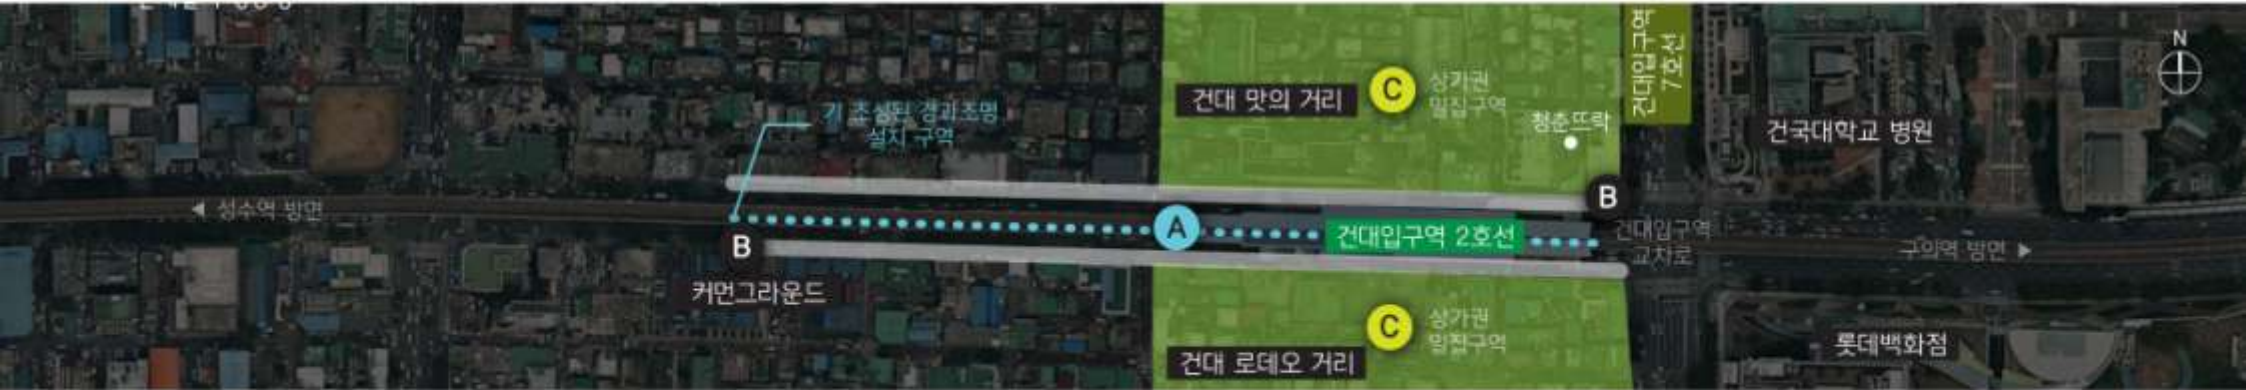 건대입구역
7호선
N
건대 맛의 거리
C
상가권
밀집구역
기 조성된 경관조명
설치 구역
청춘뜨락
건국대학교 병원
B
◀ 성수역 방면
A
건대입구역 2호선
건대입구역
교차로
구의역 방면 ▶
B
커먼그라운드
C
상가권
밀집구역
건대 로데오 거리
롯데백화점